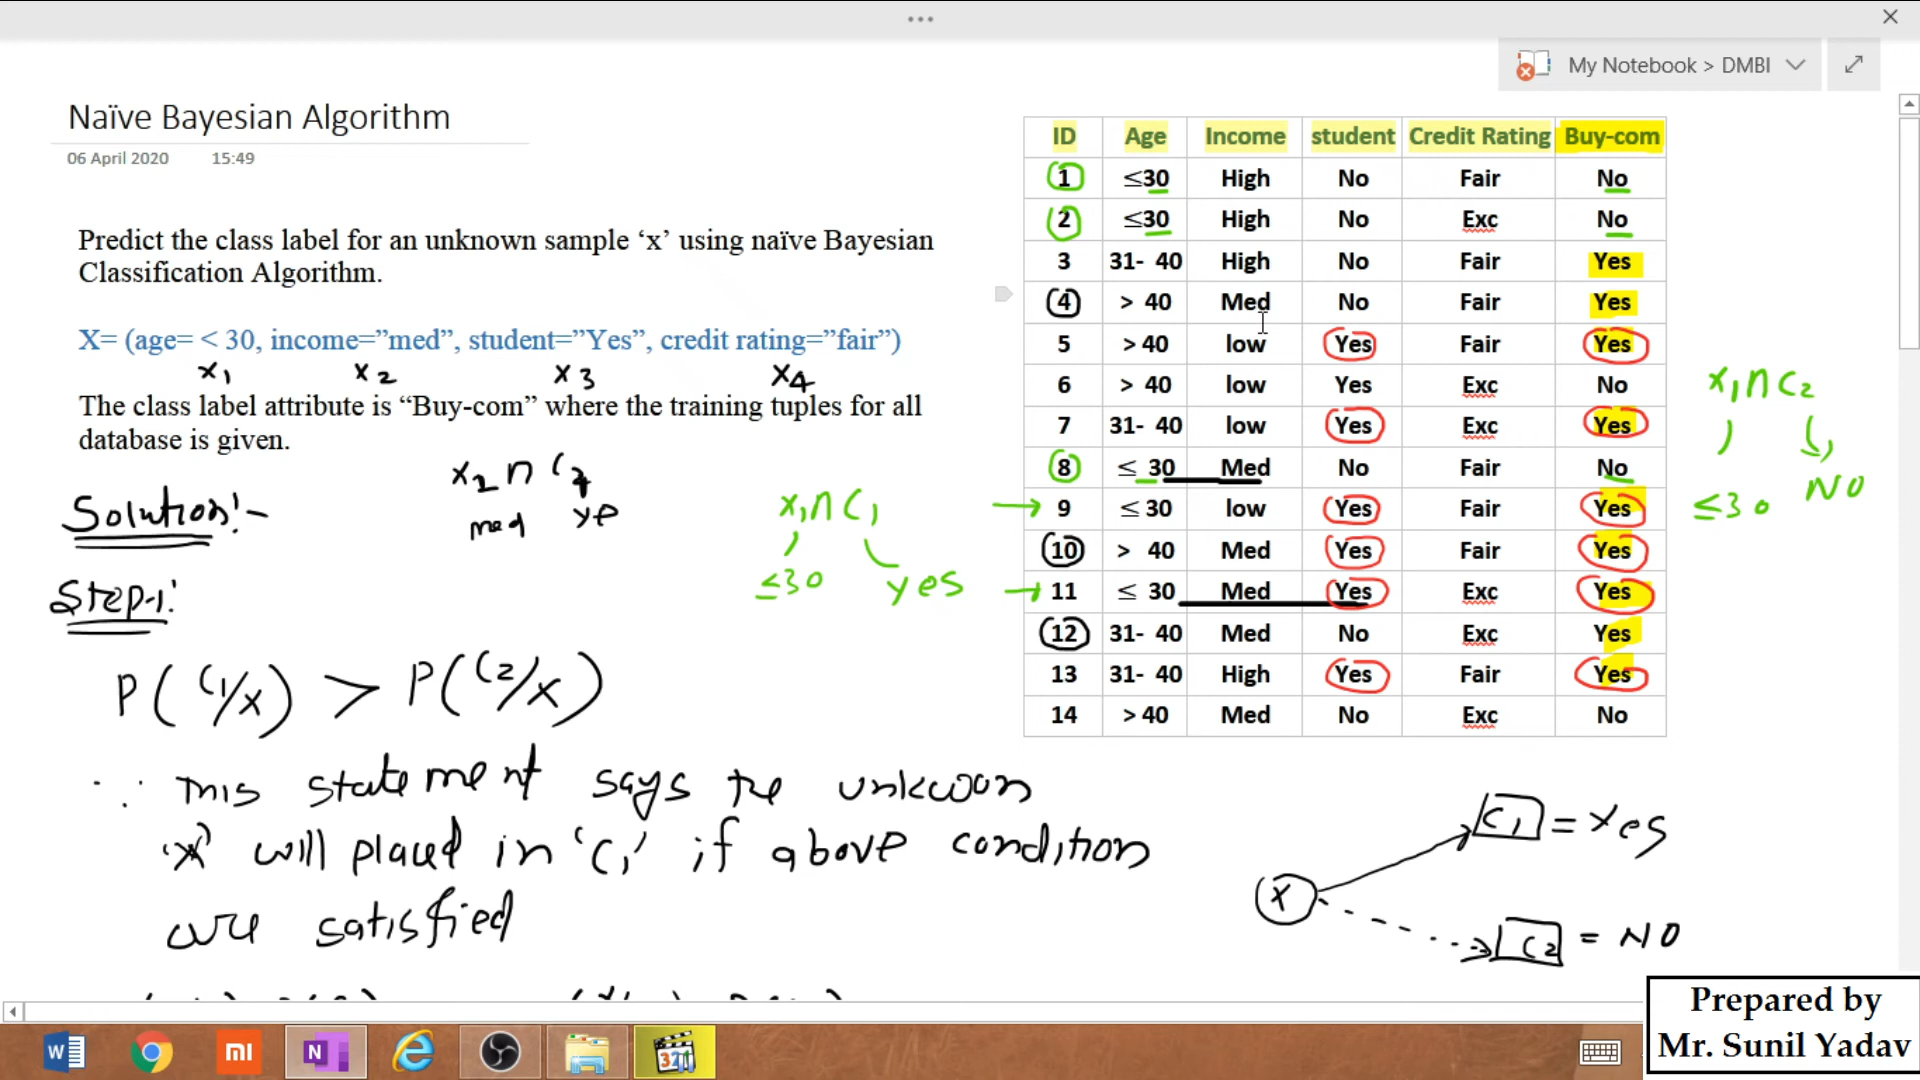 My Notebook > DMBI
Naïve Bayesian Algorithm
06 April 2020 15:49
Predict the class label for an unknown sample ‘x’ using naïve Bayesian
Classification Algorithm.
X= (age= < 30, income=”med”, student=”Yes”, credit rating=”fair”)
x1 x2 x3 x4
The class label attribute is “Buy-com” where the training tuples for all
database is given.
x2 ∩ C
med ye
Solution:-
x1 ∩ C1
≤30 yes
Step-1:
P(C1/x) > P(C2/x)
∵ This statement says the unknown
‘x’ will placed in ‘C1’ if above condition
are satisfied
ID Age Income student Credit Rating Buy-com
1 ≤30 High No Fair No
2 ≤30 High No Exc No
3 31- 40 High No Fair Yes
4 > 40 Med No Fair Yes
5 > 40 low Yes Fair Yes
6 > 40 low Yes Exc No
7 31- 40 low Yes Exc Yes
8 ≤ 30 Med No Fair No
9 ≤ 30 low Yes Fair Yes
10 > 40 Med Yes Fair Yes
11 ≤ 30 Med Yes Exc Yes
12 31- 40 Med No Exc Yes
13 31- 40 High Yes Fair Yes
14 > 40 Med No Exc No
x1 ∩ C2
≤30 NO
C1 = Yes
X
C2 = NO
Prepared by
Mr. Sunil Yadav